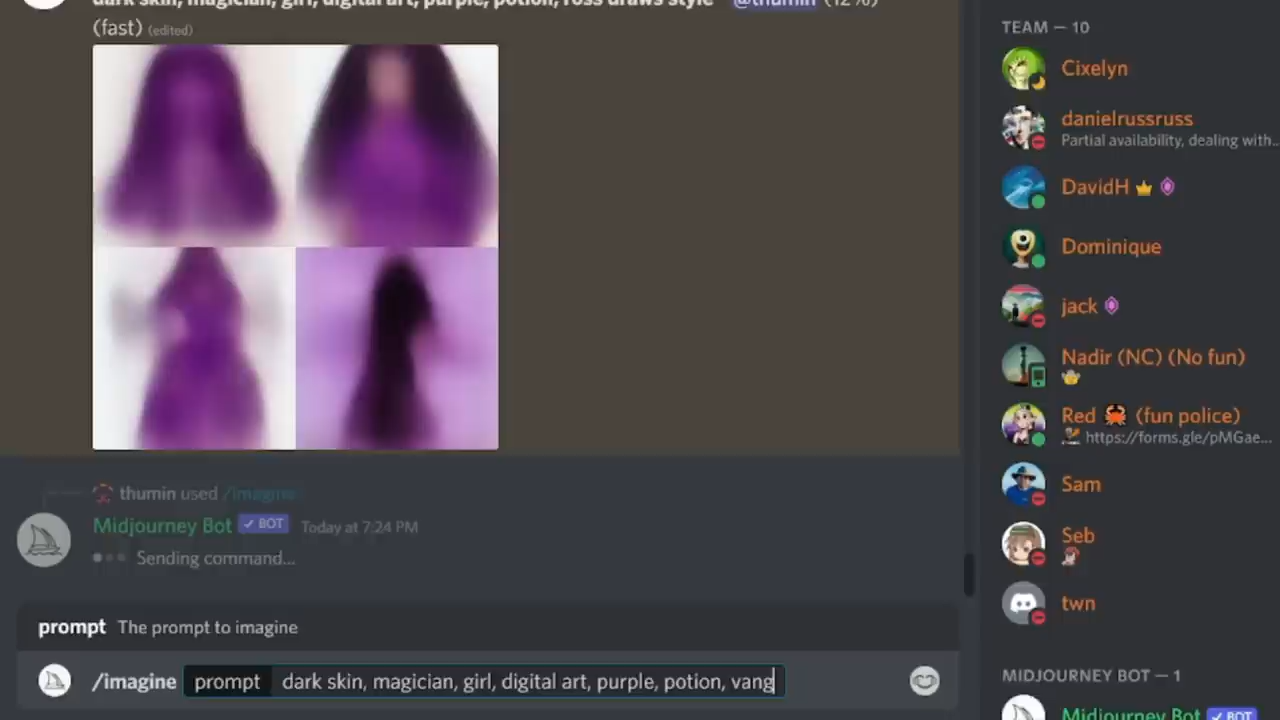 dark skin, magician, girl, digital art, purple, potion, ross draws style - @thumin (12%)
(fast) (edited)
thumin used /imagine
Midjourney Bot ✓ BOT Today at 7:24 PM
Sending command...
prompt The prompt to imagine
/imagine prompt dark skin, magician, girl, digital art, purple, potion, vang
TEAM — 10
Cixelyn
danielrussruss
Partial availability, dealing with...
DavidH
Dominique
jack
Nadir (NC) (No fun)
Red 🦀 (fun police)
https://forms.gle/pMGae...
Sam
Seb
twn
MIDJOURNEY BOT — 1
Midjourney Bot ✓ BOT